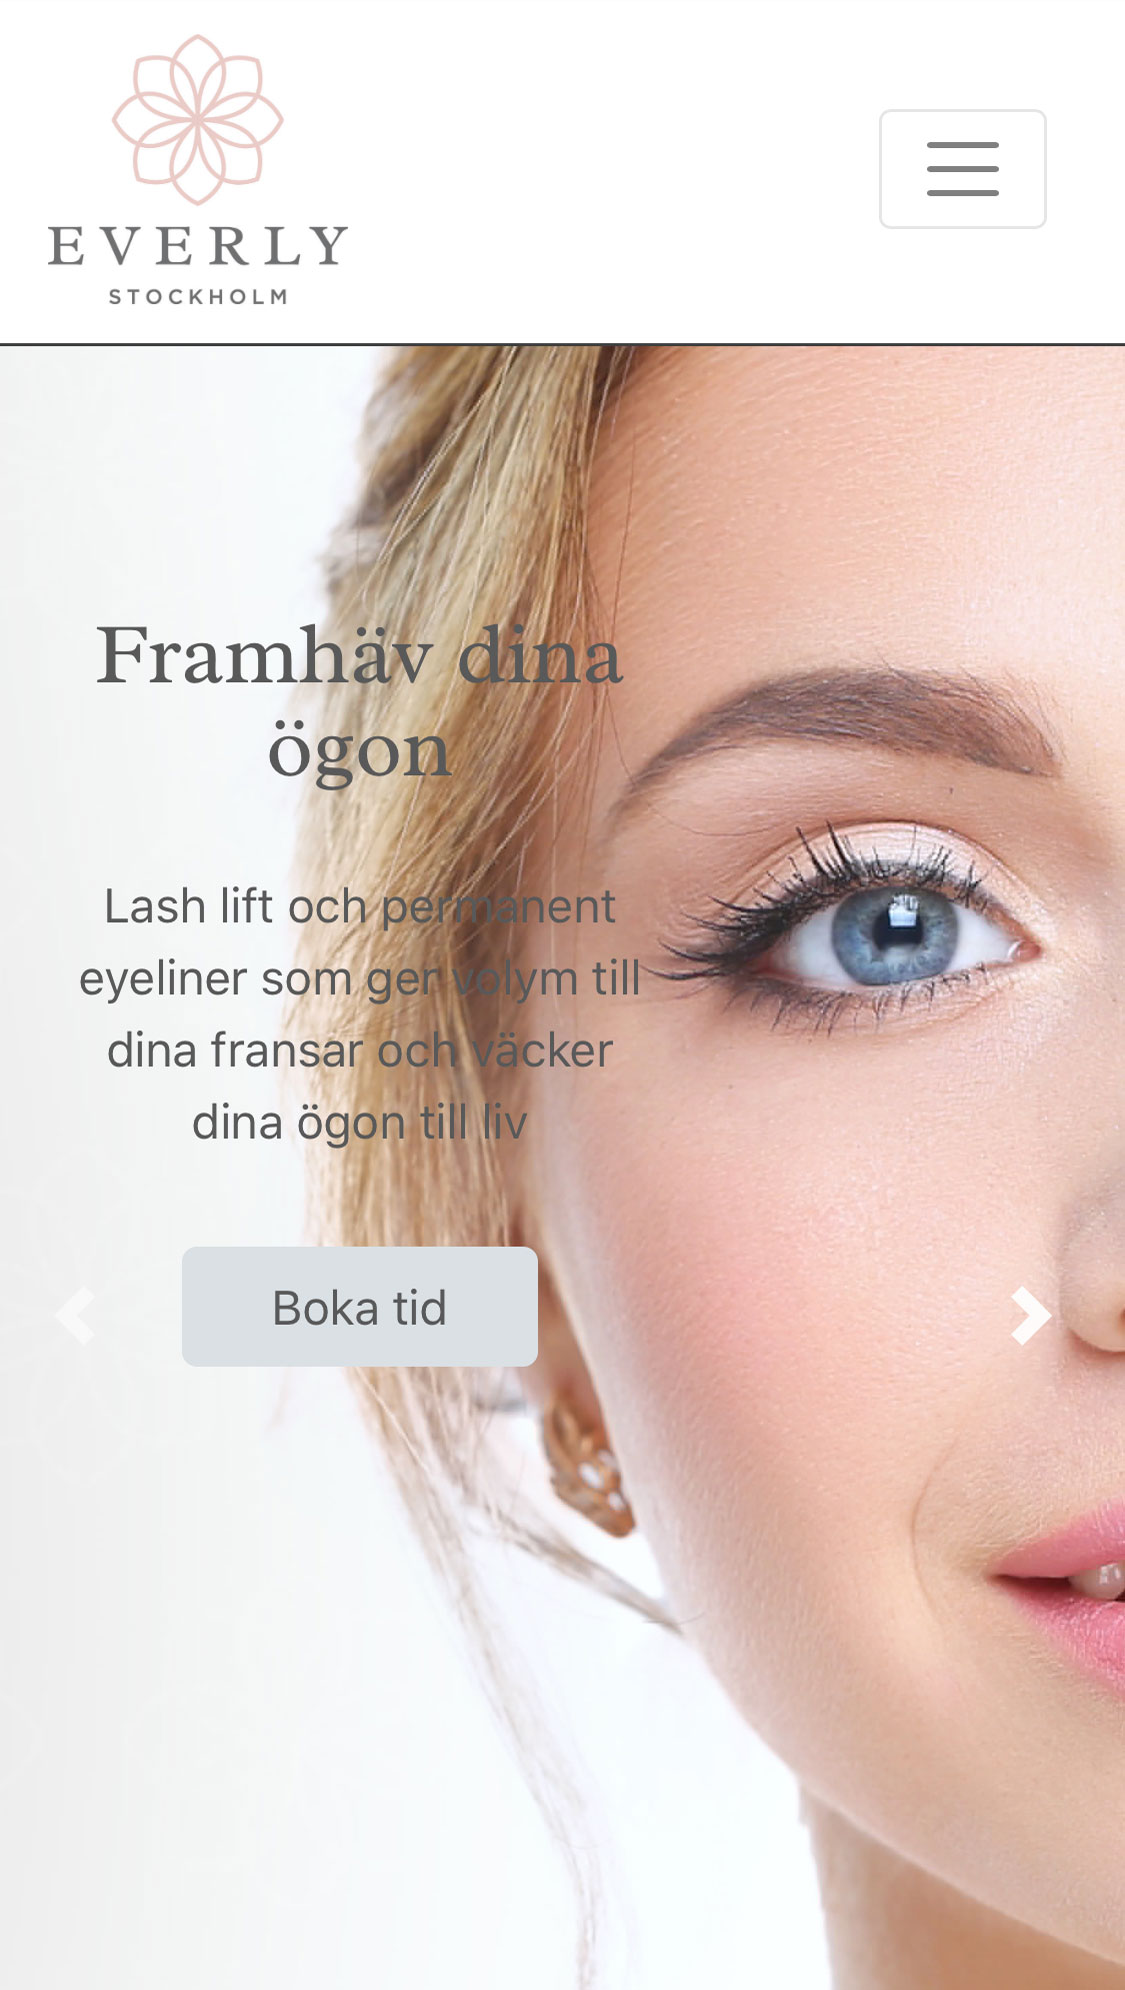 EVERLY
STOCKHOLM
Framhäv dina
ögon
Lash lift och permanent
eyeliner som ger volym till
dina fransar och väcker
dina ögon till liv
Boka tid